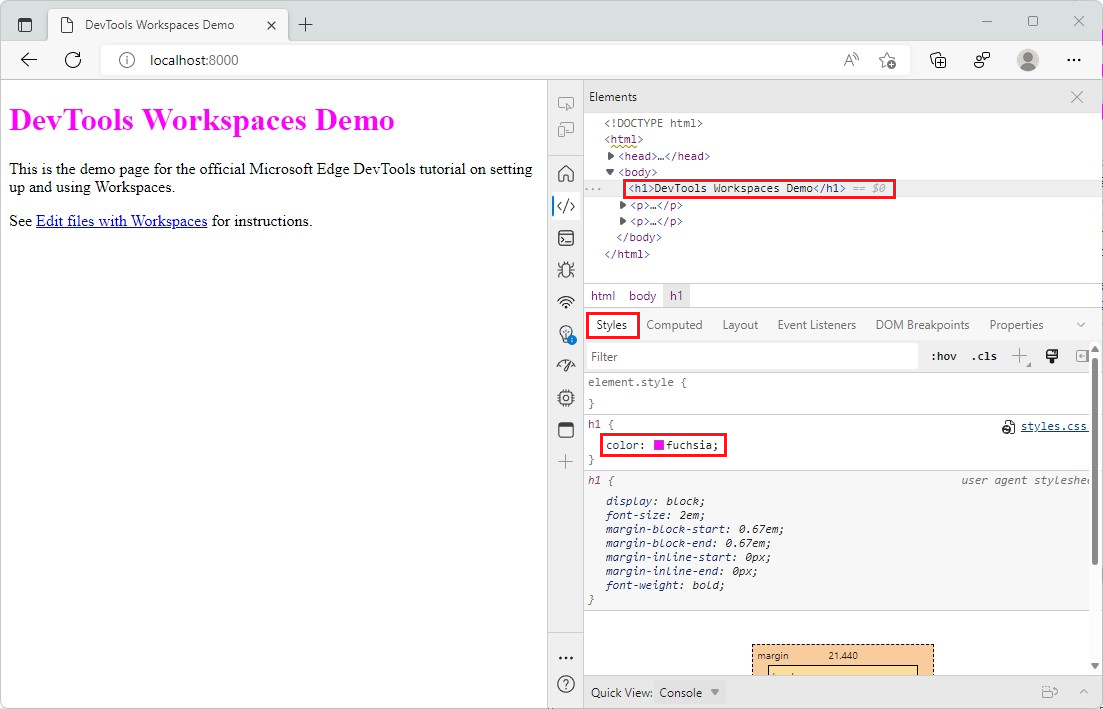 DevTools Workspaces Demo
localhost:8000
DevTools Workspaces Demo
This is the demo page for the official Microsoft Edge DevTools tutorial on setting
up and using Workspaces.
See Edit files with Workspaces for instructions.
Elements
<!DOCTYPE html>
<html>
<head>…</head>
<body>
<h1>DevTools Workspaces Demo</h1> == $0
<p>…</p>
<p>…</p>
</body>
</html>
html body h1
Styles Computed Layout Event Listeners DOM Breakpoints Properties
Filter :hov .cls
element.style {
}
h1 { styles.css
color: fuchsia;
}
h1 { user agent styleshee
display: block;
font-size: 2em;
margin-block-start: 0.67em;
margin-block-end: 0.67em;
margin-inline-start: 0px;
margin-inline-end: 0px;
font-weight: bold;
}
margin 21.440
Quick View: Console